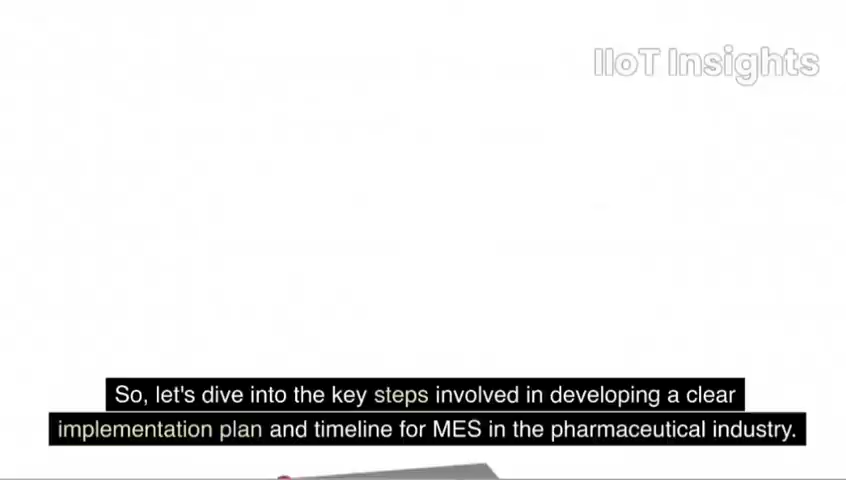 IIoT Insights
So, let's dive into the key steps involved in developing a clear
implementation plan and timeline for MES in the pharmaceutical industry.